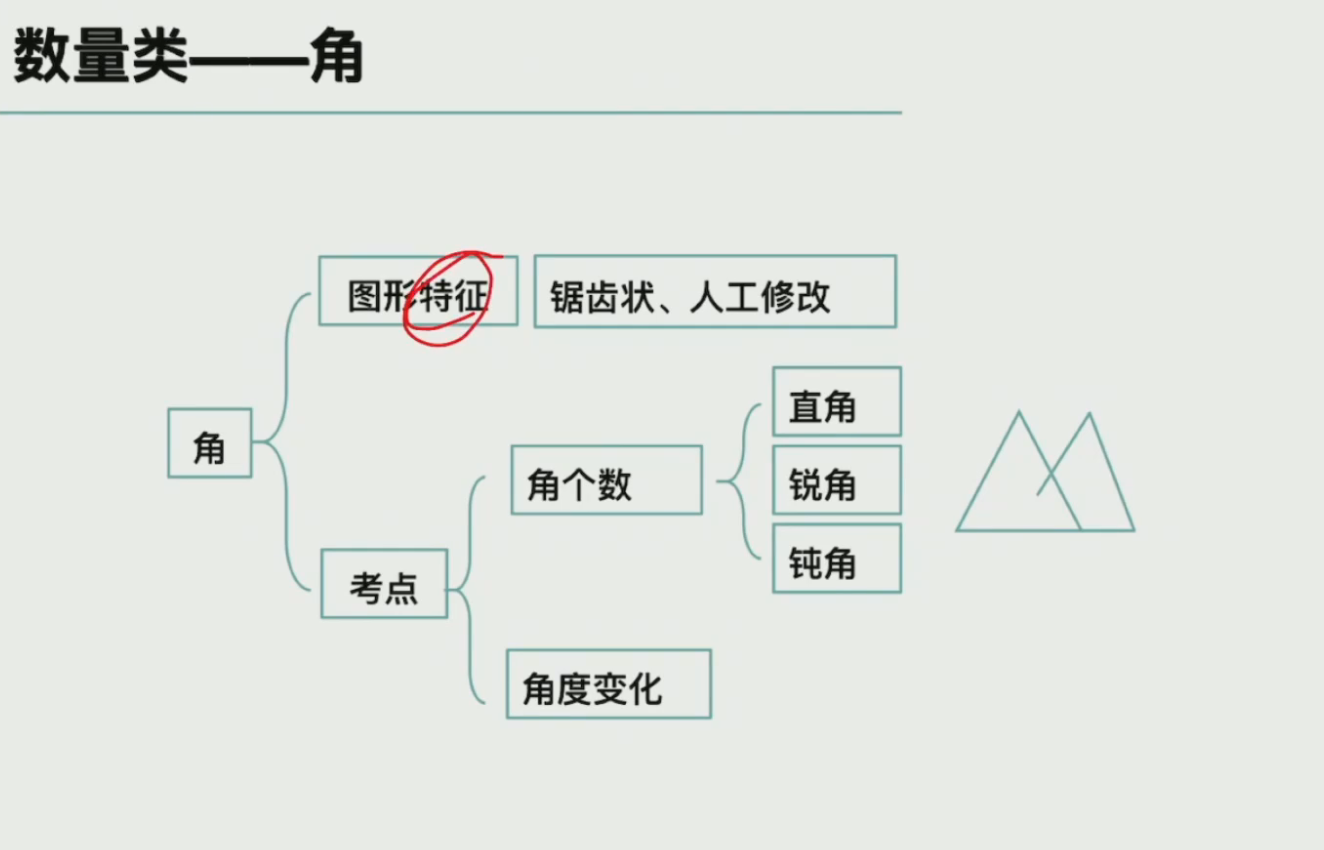 数量类——角
图形特征
锯齿状、人工修改
直角
角
角个数
锐角
钝角
考点
角度变化